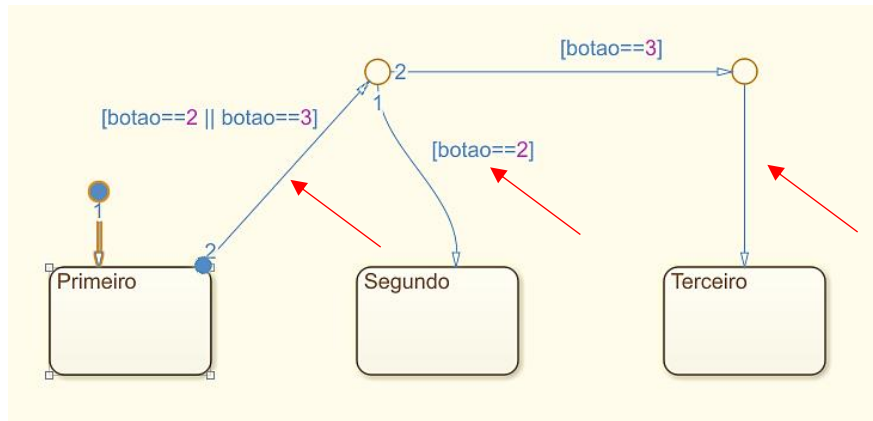 [botao==3]
2
1
[botao==2 || botao==3]
[botao==2]
1
2
Primeiro
Segundo
Terceiro